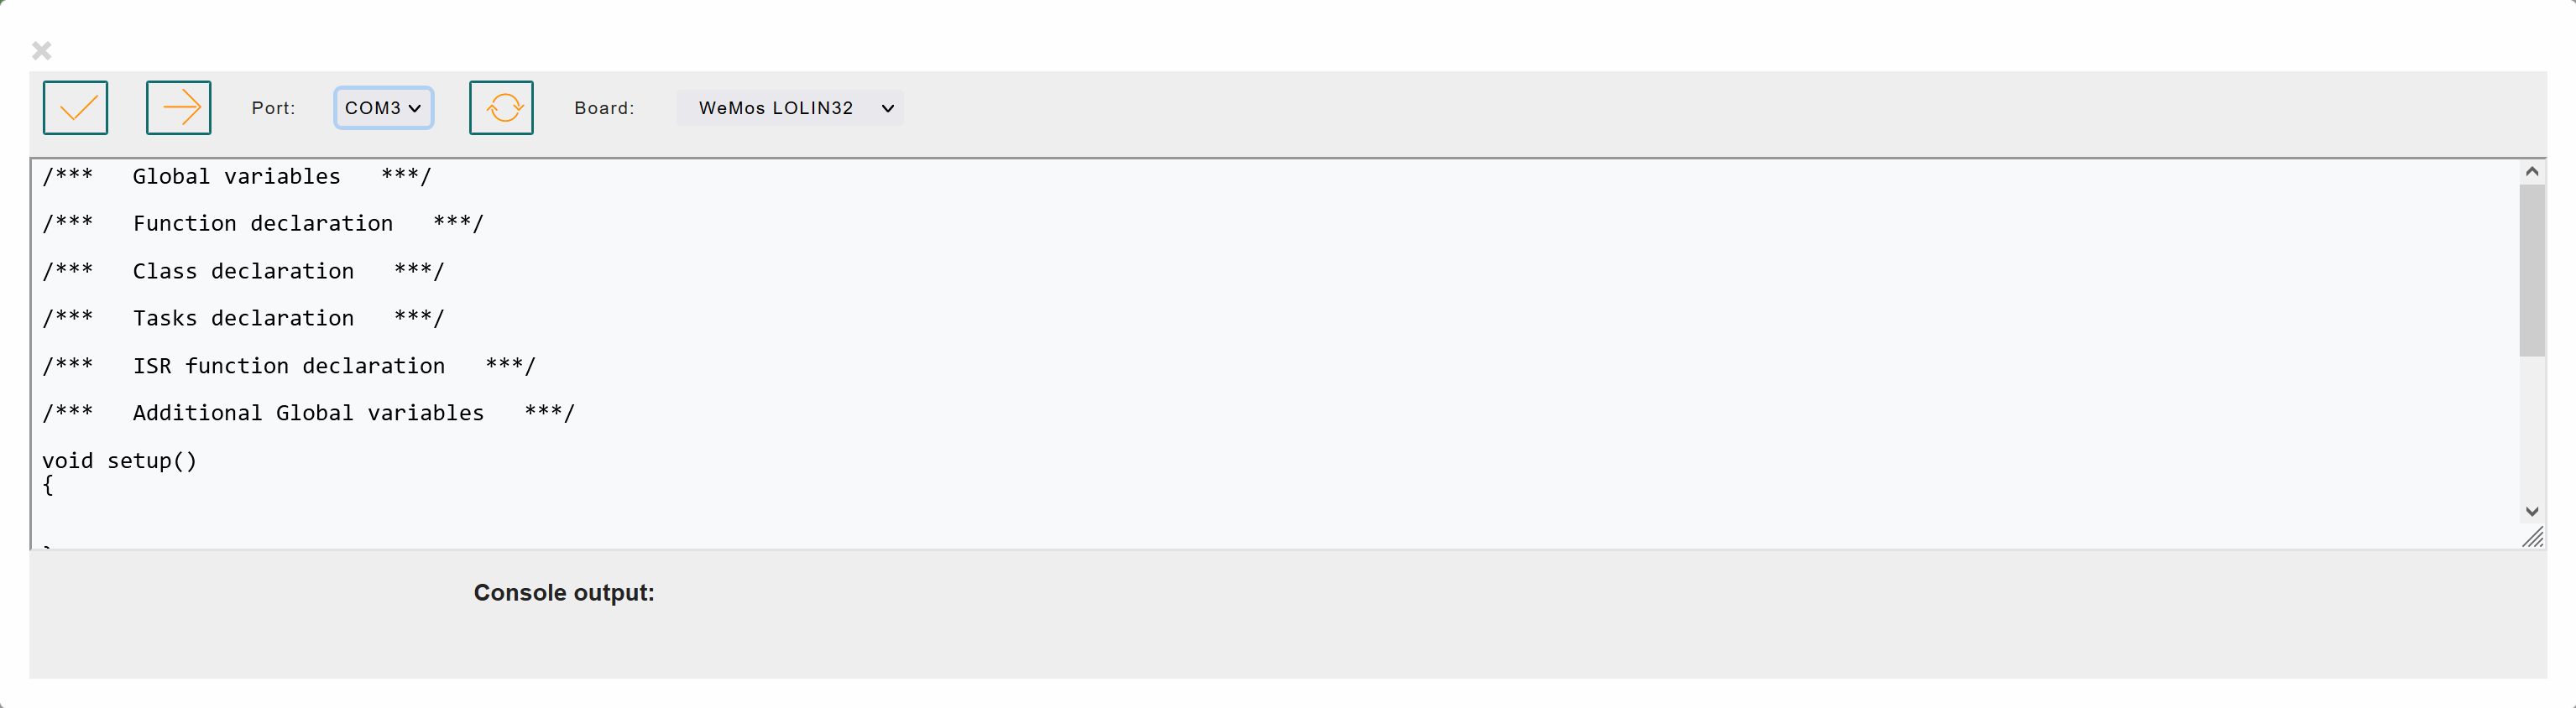 Port: COM3 Board: WeMos LOLIN32
/***   Global variables   ***/
/***   Function declaration   ***/
/***   Class declaration   ***/
/***   Tasks declaration   ***/
/***   ISR function declaration   ***/
/***   Additional Global variables   ***/
void setup()
{
Console output: